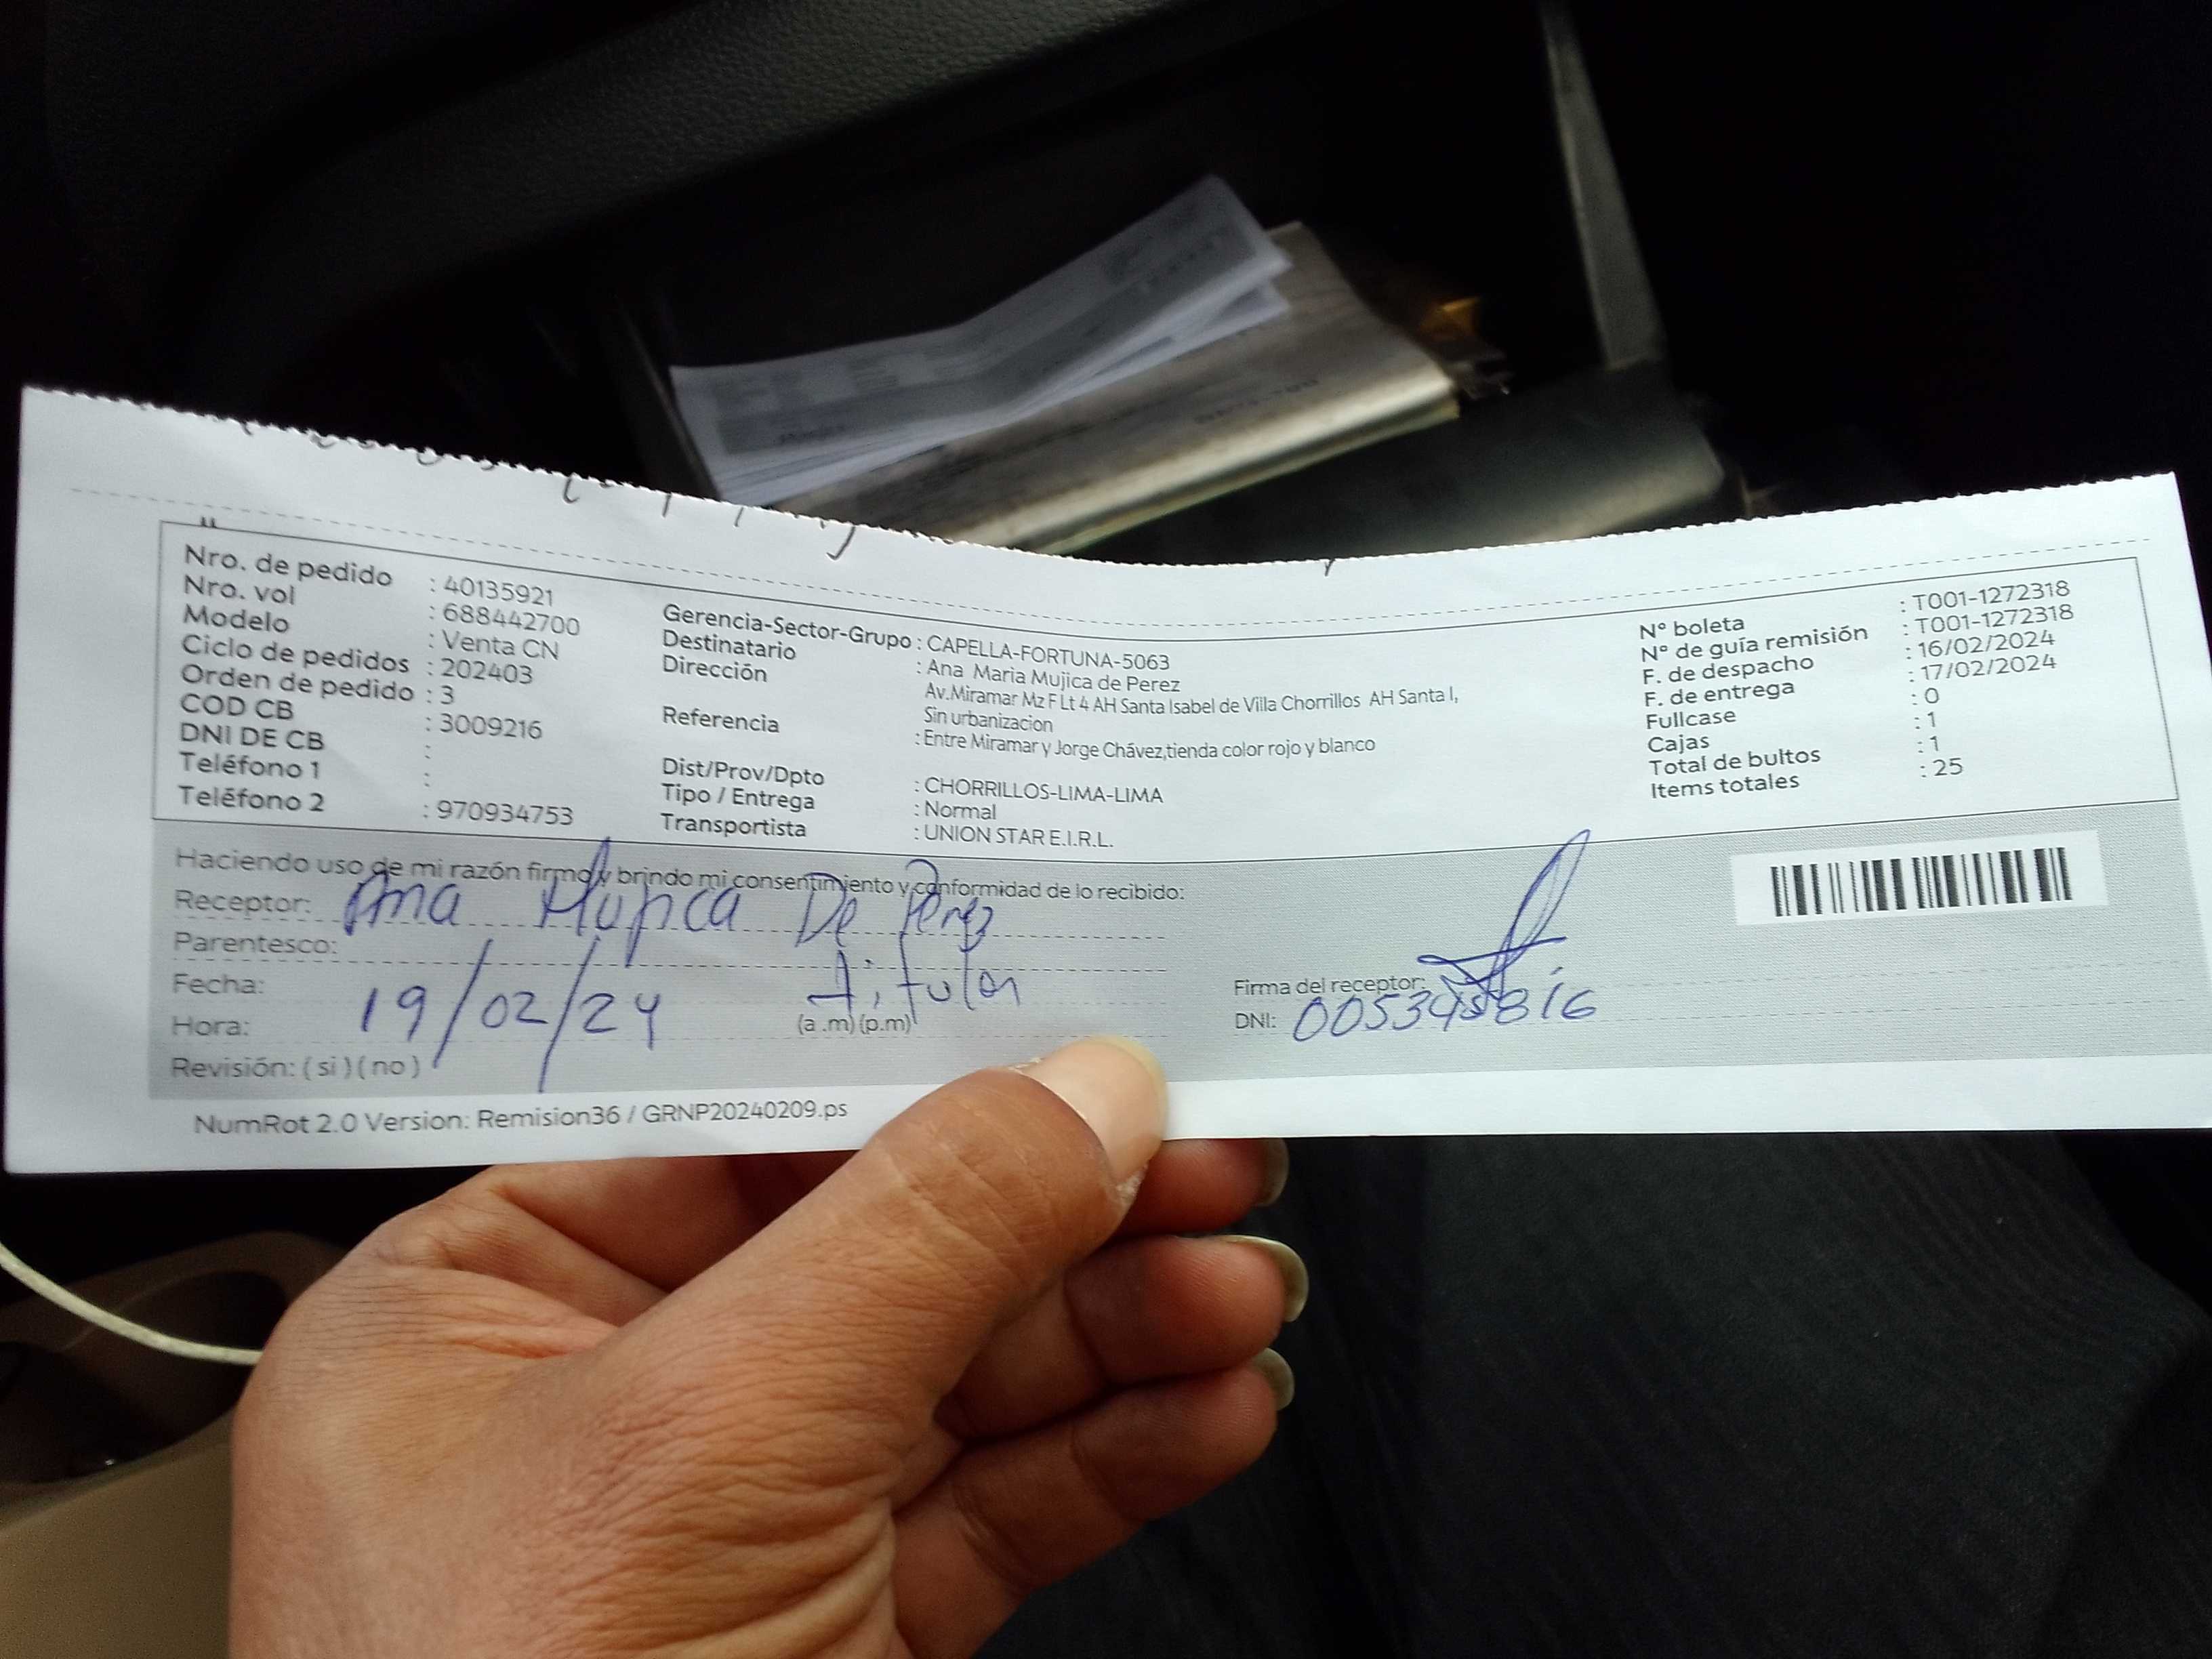 Nro. de pedido : 40135921
Nro. vol : 688442700
Modelo : Venta CN
Ciclo de pedidos : 202403
Orden de pedido : 3
COD CB : 3009216
DNI DE CB :
Teléfono 1 :
Teléfono 2 : 970934753
Gerencia-Sector-Grupo : CAPELLA-FORTUNA-5063
Destinatario : Ana Maria Mujica de Perez
Dirección Av.Miramar Mz F Lt 4 AH Santa Isabel de Villa Chorrillos AH Santa I,
Sin urbanizacion
Referencia : Entre Miramar y Jorge Chávez,tienda color rojo y blanco
Dist/Prov/Dpto : CHORRILLOS-LIMA-LIMA
Tipo / Entrega : Normal
Transportista : UNION STAR E.I.R.L.
N° boleta : T001-1272318
N° de guía remisión : T001-1272318
F. de despacho : 16/02/2024
F. de entrega : 17/02/2024
Fullcase : 0
Cajas : 1
Total de bultos : 1
Items totales : 25
Haciendo uso de mi razón firmo y brindo mi consentimiento y conformidad de lo recibido:
Receptor: Ana Mujica De Perez
Parentesco: Titular
Fecha: 19/02/24
Hora: (a .m) (p.m)
Revisión: ( si ) ( no )
Firma del receptor:
DNI:
NumRot 2.0 Version: Remision36 / GRNP20240209.ps